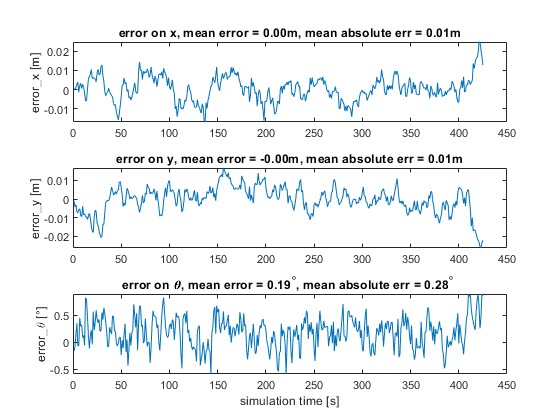 error on x, mean error = 0.00m, mean absolute err = 0.01m
error_x [m]
0.02
0.01
0
-0.01
0 50 100 150 200 250 300 350 400 450
error on y, mean error = -0.00m, mean absolute err = 0.01m
error_y [m]
0.01
0
-0.01
-0.02
0 50 100 150 200 250 300 350 400 450
error on θ, mean error = 0.19°, mean absolute err = 0.28°
error_θ [°]
0.5
0
-0.5
0 50 100 150 200 250 300 350 400 450
simulation time [s]